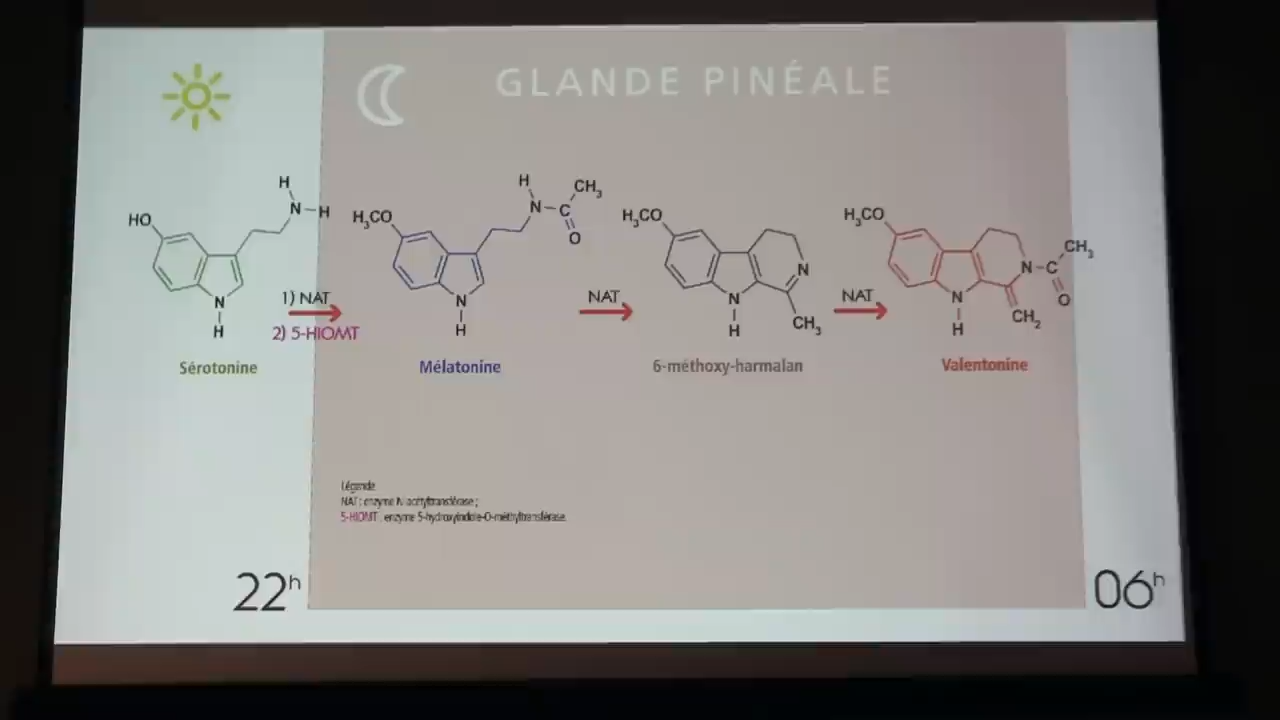 GLANDE PINÉALE
H
N—H
HO
N
H
Sérotonine
1) NAT
2) 5-HIOMT
H₃CO
H
N—C
CH₃
O
N
H
Mélatonine
NAT
H₃CO
N
N
H
CH₃
6-méthoxy-harmalan
NAT
H₃CO
N—C
CH₃
O
CH₂
N
H
Valentonine
Légende
NAT : enzyme N-acétyltransférase ;
5-HIOMT : enzyme 5-hydroxyindole-O-méthyltransférase.
22h
06h